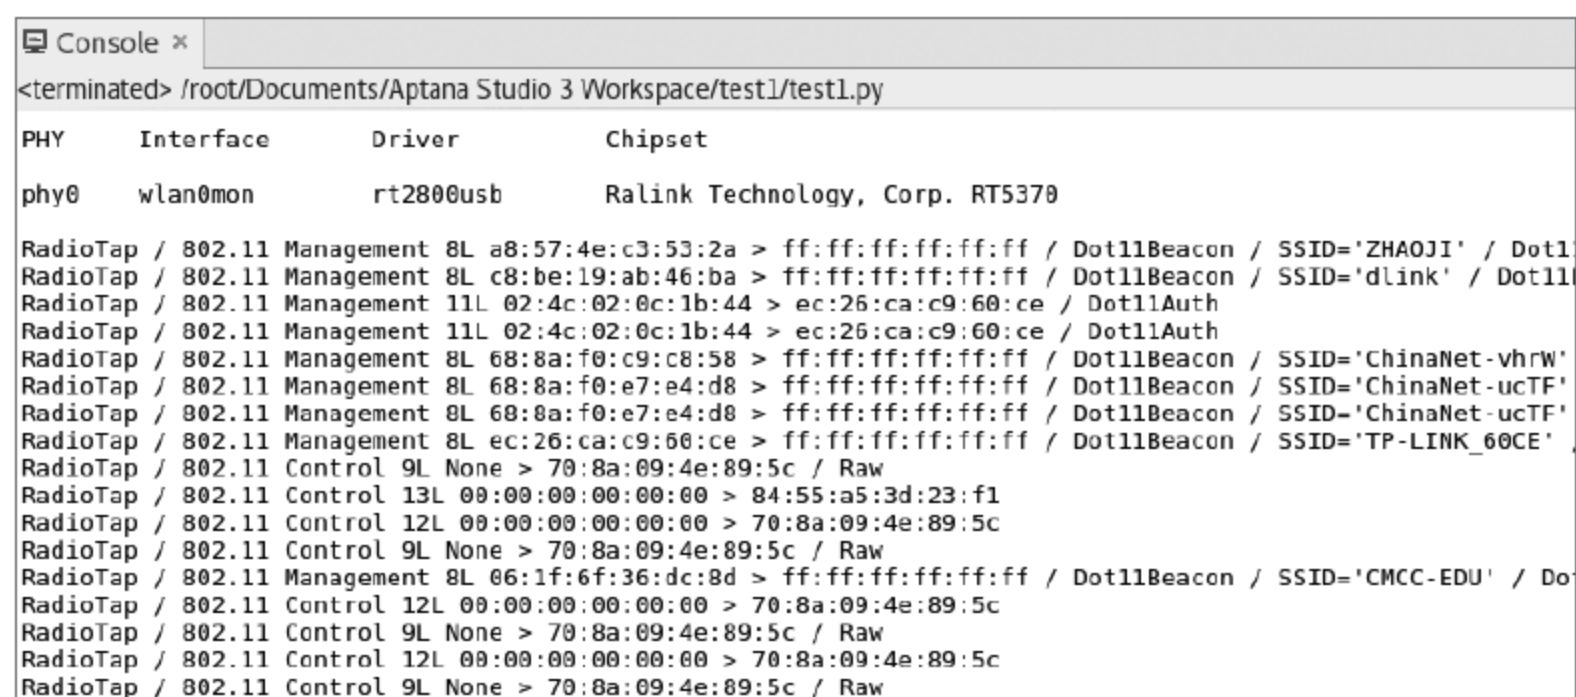 Console ×
<terminated> /root/Documents/Aptana Studio 3 Workspace/test1/test1.py
PHY Interface Driver Chipset
phy0 wlan0mon rt2800usb Ralink Technology, Corp. RT5370
RadioTap / 802.11 Management 8L a8:57:4e:c3:53:2a > ff:ff:ff:ff:ff:ff / Dot11Beacon / SSID='ZHAOJI' / Dot1
RadioTap / 802.11 Management 8L c8:be:19:ab:46:ba > ff:ff:ff:ff:ff:ff / Dot11Beacon / SSID='dlink' / Dot11
RadioTap / 802.11 Management 11L 02:4c:02:0c:1b:44 > ec:26:ca:c9:60:ce / Dot11Auth
RadioTap / 802.11 Management 11L 02:4c:02:0c:1b:44 > ec:26:ca:c9:60:ce / Dot11Auth
RadioTap / 802.11 Management 8L 68:8a:f0:c9:c8:58 > ff:ff:ff:ff:ff:ff / Dot11Beacon / SSID='ChinaNet-vhrW'
RadioTap / 802.11 Management 8L 68:8a:f0:e7:e4:d8 > ff:ff:ff:ff:ff:ff / Dot11Beacon / SSID='ChinaNet-ucTF'
RadioTap / 802.11 Management 8L 68:8a:f0:e7:e4:d8 > ff:ff:ff:ff:ff:ff / Dot11Beacon / SSID='ChinaNet-ucTF'
RadioTap / 802.11 Management 8L ec:26:ca:c9:60:ce > ff:ff:ff:ff:ff:ff / Dot11Beacon / SSID='TP-LINK_60CE' /
RadioTap / 802.11 Control 9L None > 70:8a:09:4e:89:5c / Raw
RadioTap / 802.11 Control 13L 00:00:00:00:00:00 > 84:55:a5:3d:23:f1
RadioTap / 802.11 Control 12L 00:00:00:00:00:00 > 70:8a:09:4e:89:5c
RadioTap / 802.11 Control 9L None > 70:8a:09:4e:89:5c / Raw
RadioTap / 802.11 Management 8L 06:1f:6f:36:dc:8d > ff:ff:ff:ff:ff:ff / Dot11Beacon / SSID='CMCC-EDU' / Do
RadioTap / 802.11 Control 12L 00:00:00:00:00:00 > 70:8a:09:4e:89:5c
RadioTap / 802.11 Control 9L None > 70:8a:09:4e:89:5c / Raw
RadioTap / 802.11 Control 12L 00:00:00:00:00:00 > 70:8a:09:4e:89:5c
RadioTap / 802.11 Control 9L None > 70:8a:09:4e:89:5c / Raw